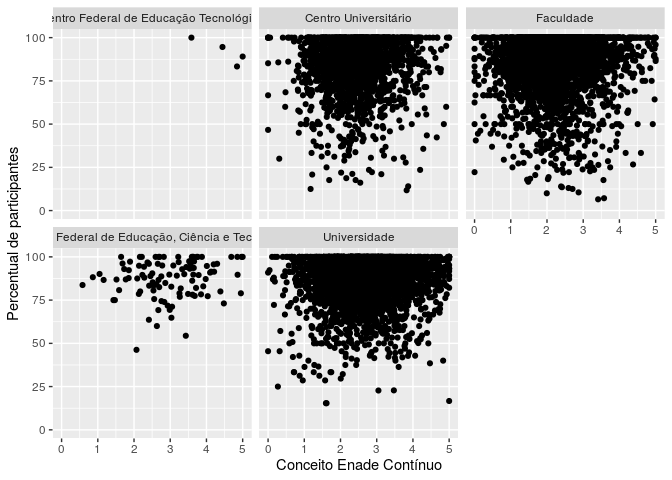 entro Federal de Educação Tecnológi
Centro Universitário
Faculdade
100
75
50
25
0
0 1 2 3 4 5
Federal de Educação, Ciência e Tec
Universidade
100
75
50
25
0
0 1 2 3 4 5
0 1 2 3 4 5
Percentual de participantes
Conceito Enade Contínuo